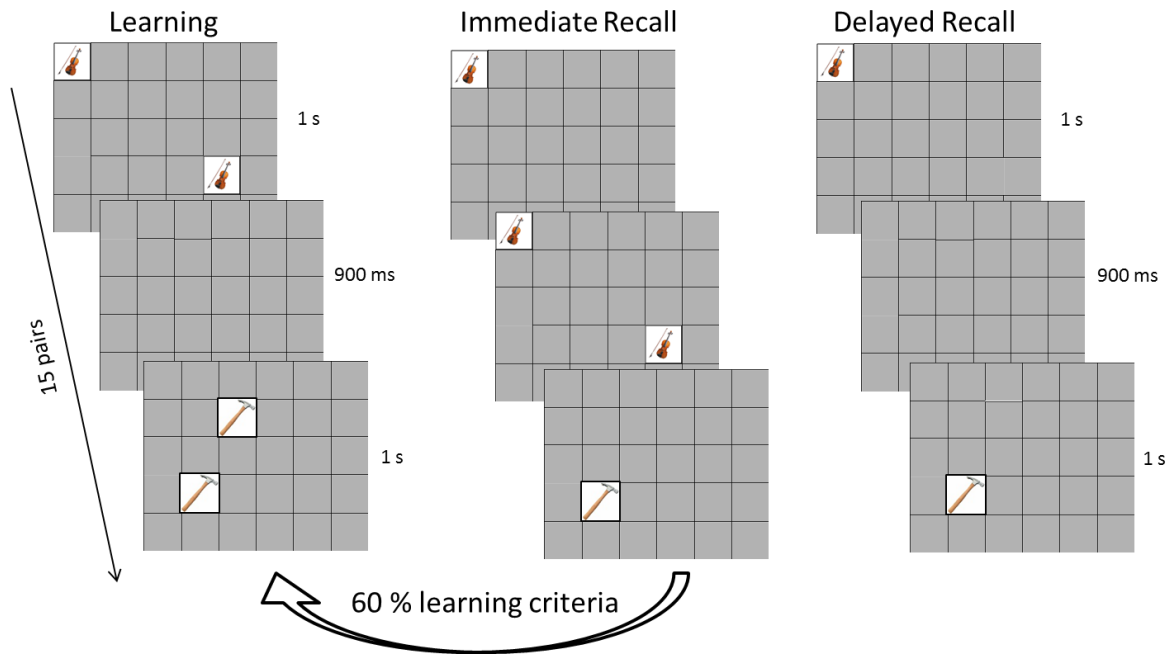 Learning
Immediate Recall
Delayed Recall
1 s
900 ms
1 s
15 pairs
1 s
900 ms
1 s
60 % learning criteria